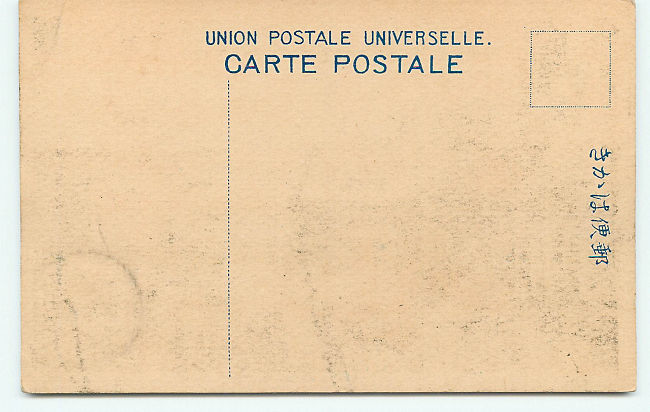 UNION POSTALE UNIVERSELLE.
CARTE POSTALE
郵便はかき